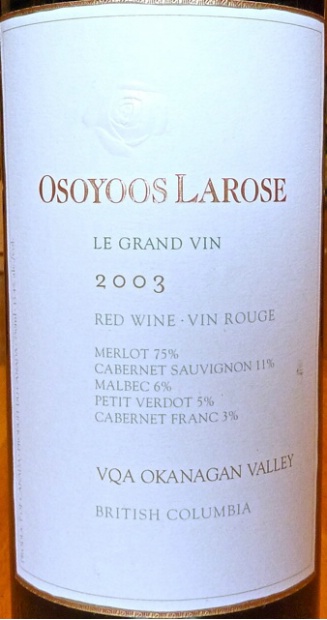 OSOYOOS LAROSE
LE GRAND VIN
2003
RED WINE · VIN ROUGE
MERLOT 75%
CABERNET SAUVIGNON 11%
MALBEC 6%
PETIT VERDOT 5%
CABERNET FRANC 3%
VQA OKANAGAN VALLEY
BRITISH COLUMBIA